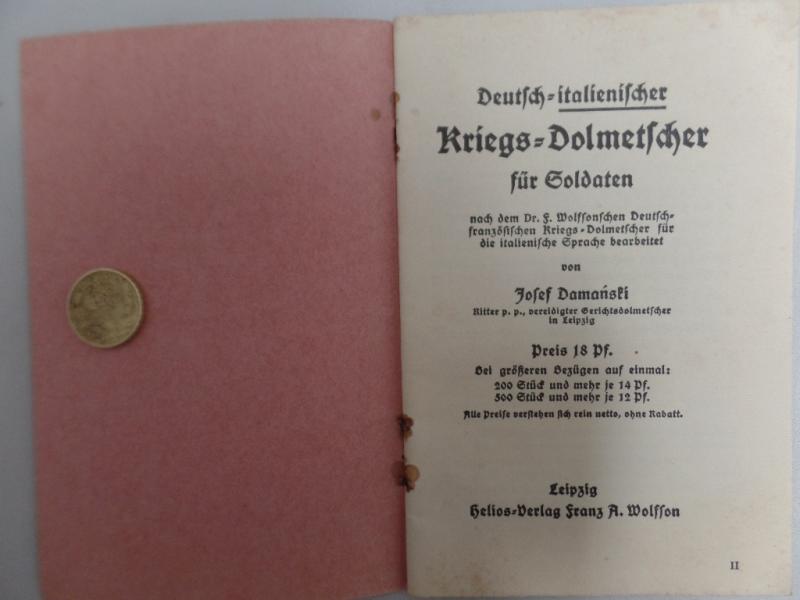 Deutsch-italienischer
Kriegs-Dolmetscher
für Soldaten
nach dem Dr. F. Wolfsonschen Deutsch-
französischen Kriegs-Dolmetscher für
die italienische Sprache bearbeitet
von
Josef Damański
Ritter p. p., vereidigter Gerichtsdolmetscher
in Leipzig
Preis 18 Pf.
Bei größeren Bezügen auf einmal:
200 Stück und mehr je 14 Pf.
500 Stück und mehr je 12 Pf.
Alle Preise verstehen sich rein netto, ohne Rabatt.
Leipzig
Helios-Verlag Franz A. Wolfson
II